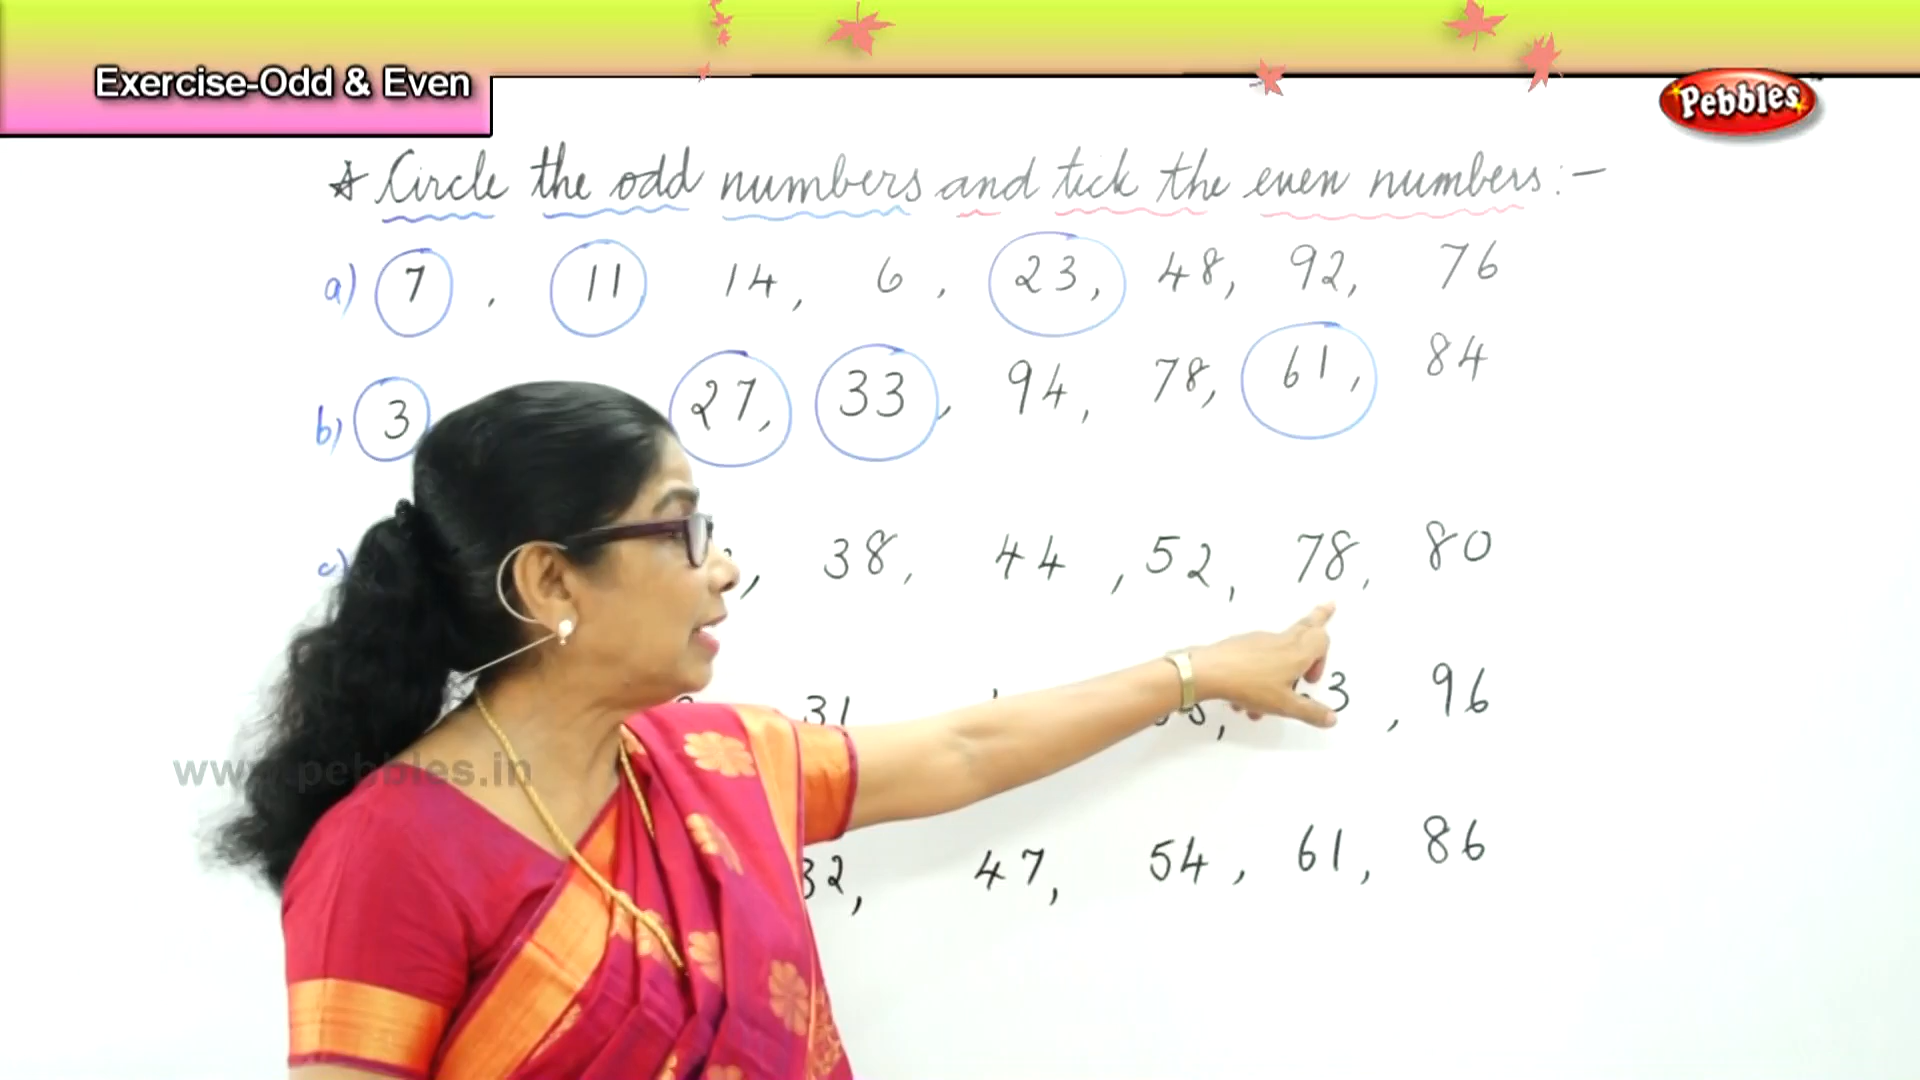 Exercise-Odd & Even
Pebbles
☆ Circle the odd numbers and tick the even numbers:-
a) 7 , 11 14, 6 , 23, 48, 92, 76
b) 3 27, 33 , 94, 78, 61, 84
c) 38, 44 , 52, 78, 80
31 3 , 96
www.pebbles.in
32, 47, 54 , 61 , 86